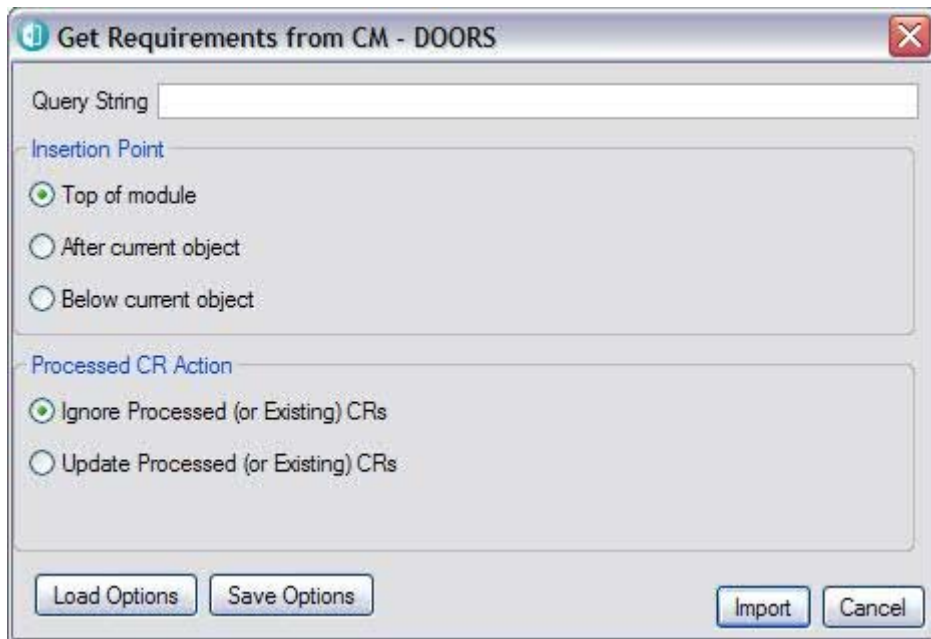 Get Requirements from CM - DOORS
Query String
Insertion Point
Top of module
After current object
Below current object
Processed CR Action
Ignore Processed (or Existing) CRs
Update Processed (or Existing) CRs
Load Options Save Options Import Cancel